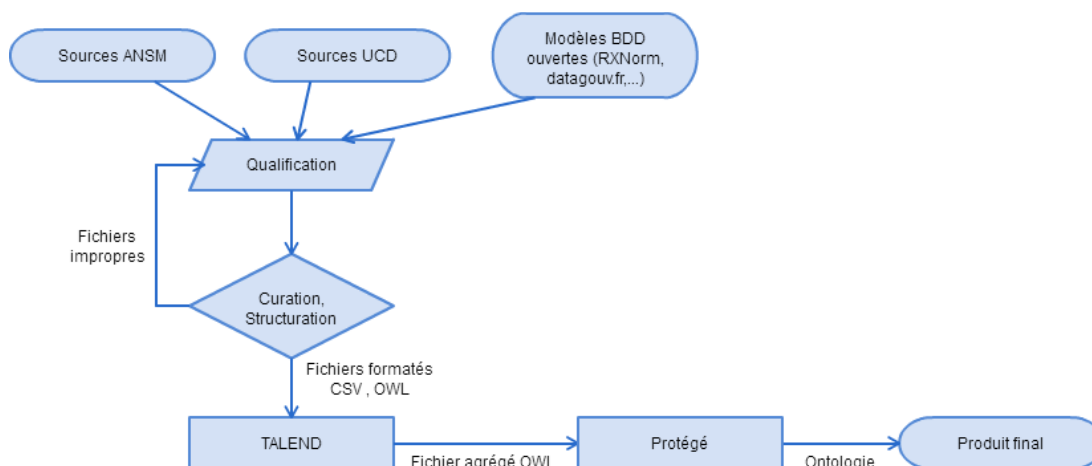 Sources ANSM
Sources UCD
Modèles BDD
ouvertes (RXNorm,
datagouv.fr,...)
Qualification
Fichiers
impropres
Curation,
Structuration
Fichiers formatés
CSV , OWL
TALEND
Fichier agrégé OWL
Protégé
Ontologie
Produit final